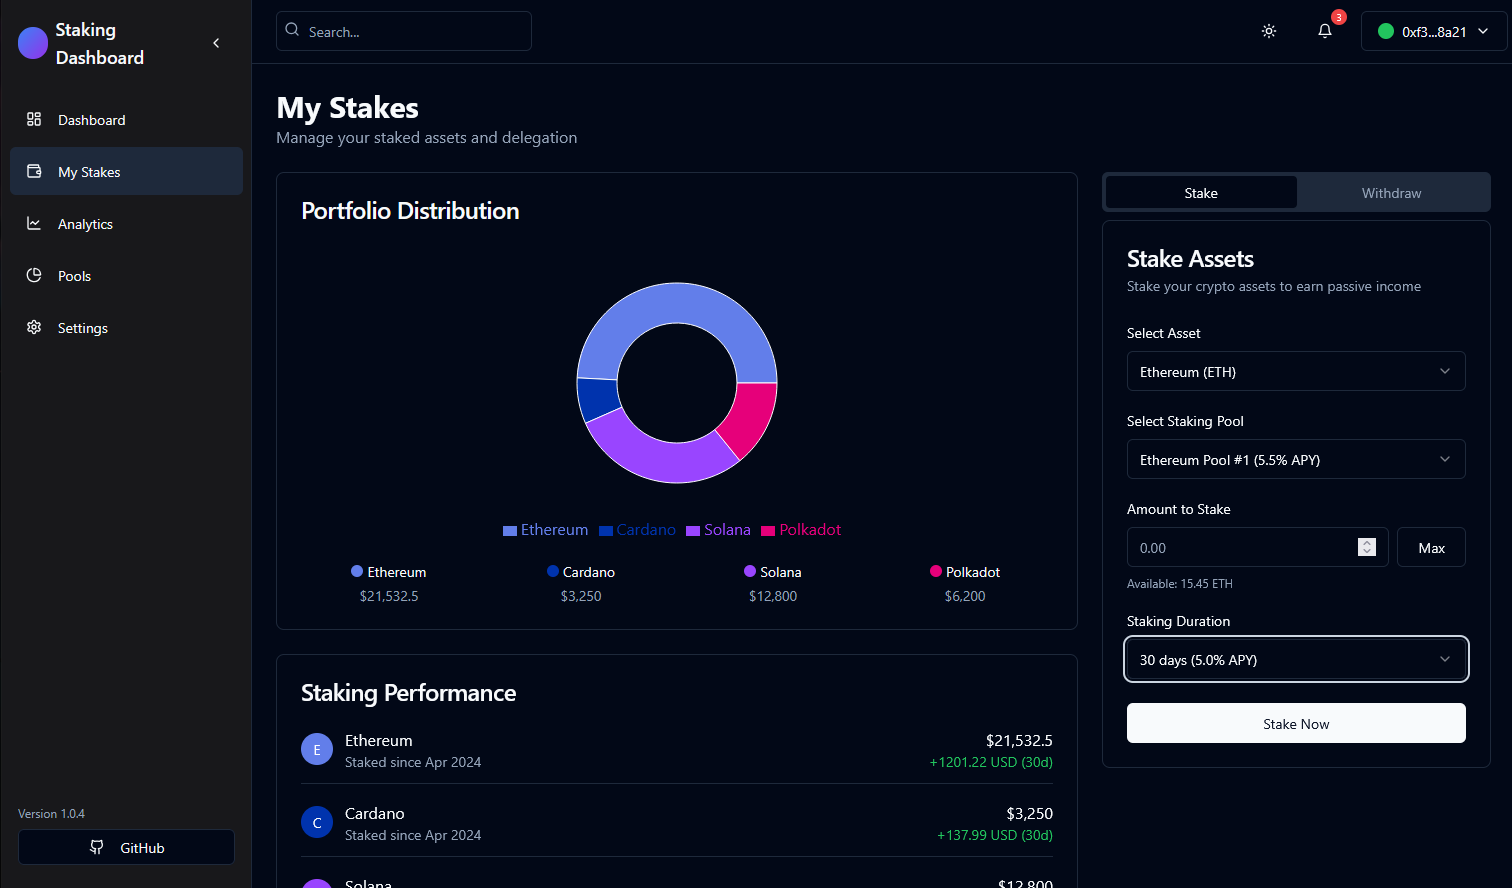 Staking
Dashboard
Dashboard
My Stakes
Analytics
Pools
Settings
Version 1.0.4
GitHub
Search...
3
0xf3...8a21
My Stakes
Manage your staked assets and delegation
Portfolio Distribution
Ethereum Cardano Solana Polkadot
Ethereum Cardano Solana Polkadot
$21,532.5 $3,250 $12,800 $6,200
Staking Performance
E Ethereum $21,532.5
Staked since Apr 2024 +1201.22 USD (30d)
C Cardano $3,250
Staked since Apr 2024 +137.99 USD (30d)
Solana $12,800
Stake Withdraw
Stake Assets
Stake your crypto assets to earn passive income
Select Asset
Ethereum (ETH)
Select Staking Pool
Ethereum Pool #1 (5.5% APY)
Amount to Stake
0.00 Max
Available: 15.45 ETH
Staking Duration
30 days (5.0% APY)
Stake Now